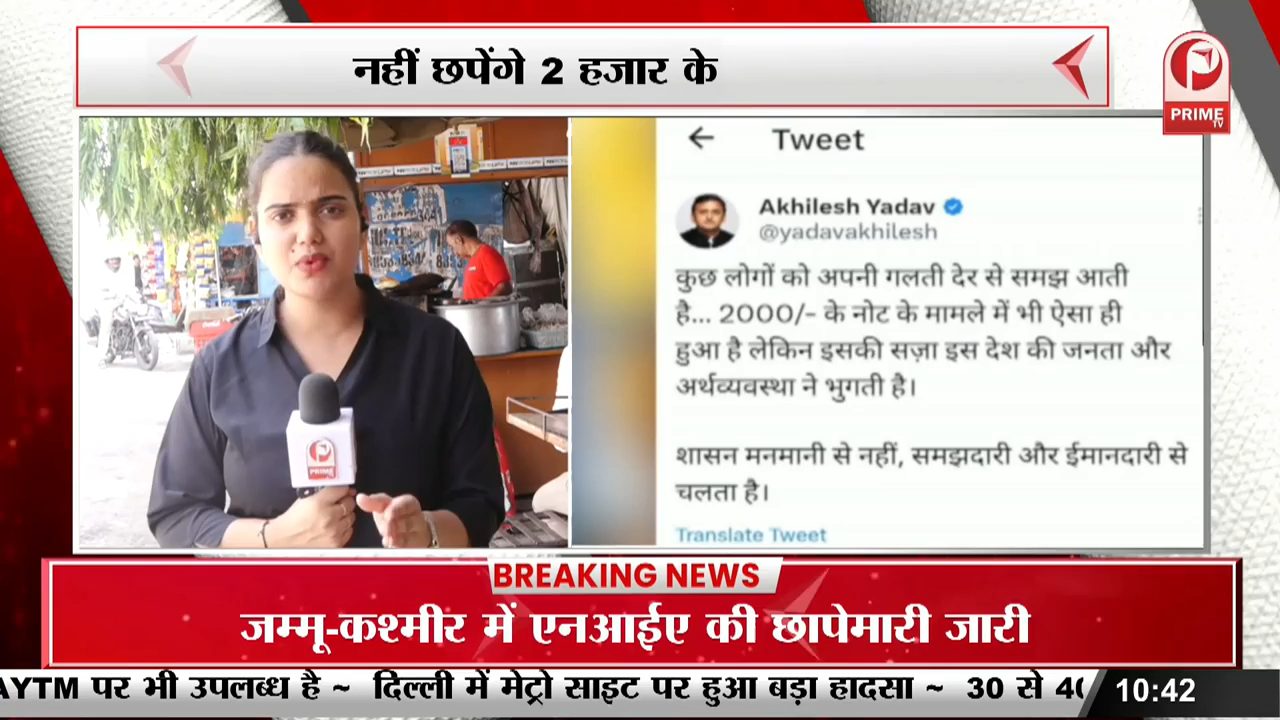 नहीं छपेंगे 2 हजार के
PRIME
TV
Tweet
Akhilesh Yadav
@yadavakhilesh
कुछ लोगों को अपनी गलती देर से समझ आती
है... 2000/- के नोट के मामले में भी ऐसा ही
हुआ है लेकिन इसकी सज़ा इस देश की जनता और
अर्थव्यवस्था ने भुगती है।
शासन मनमानी से नहीं, समझदारी और ईमानदारी से
चलता है।
Translate Tweet
PRIME
BREAKING NEWS
जम्मू-कश्मीर में एनआईए की छापेमारी जारी
AYTM पर भी उपलब्ध है ~ दिल्ली में मेट्रो साइट पर हुआ बड़ा हादसा ~ 30 से 40
10:42